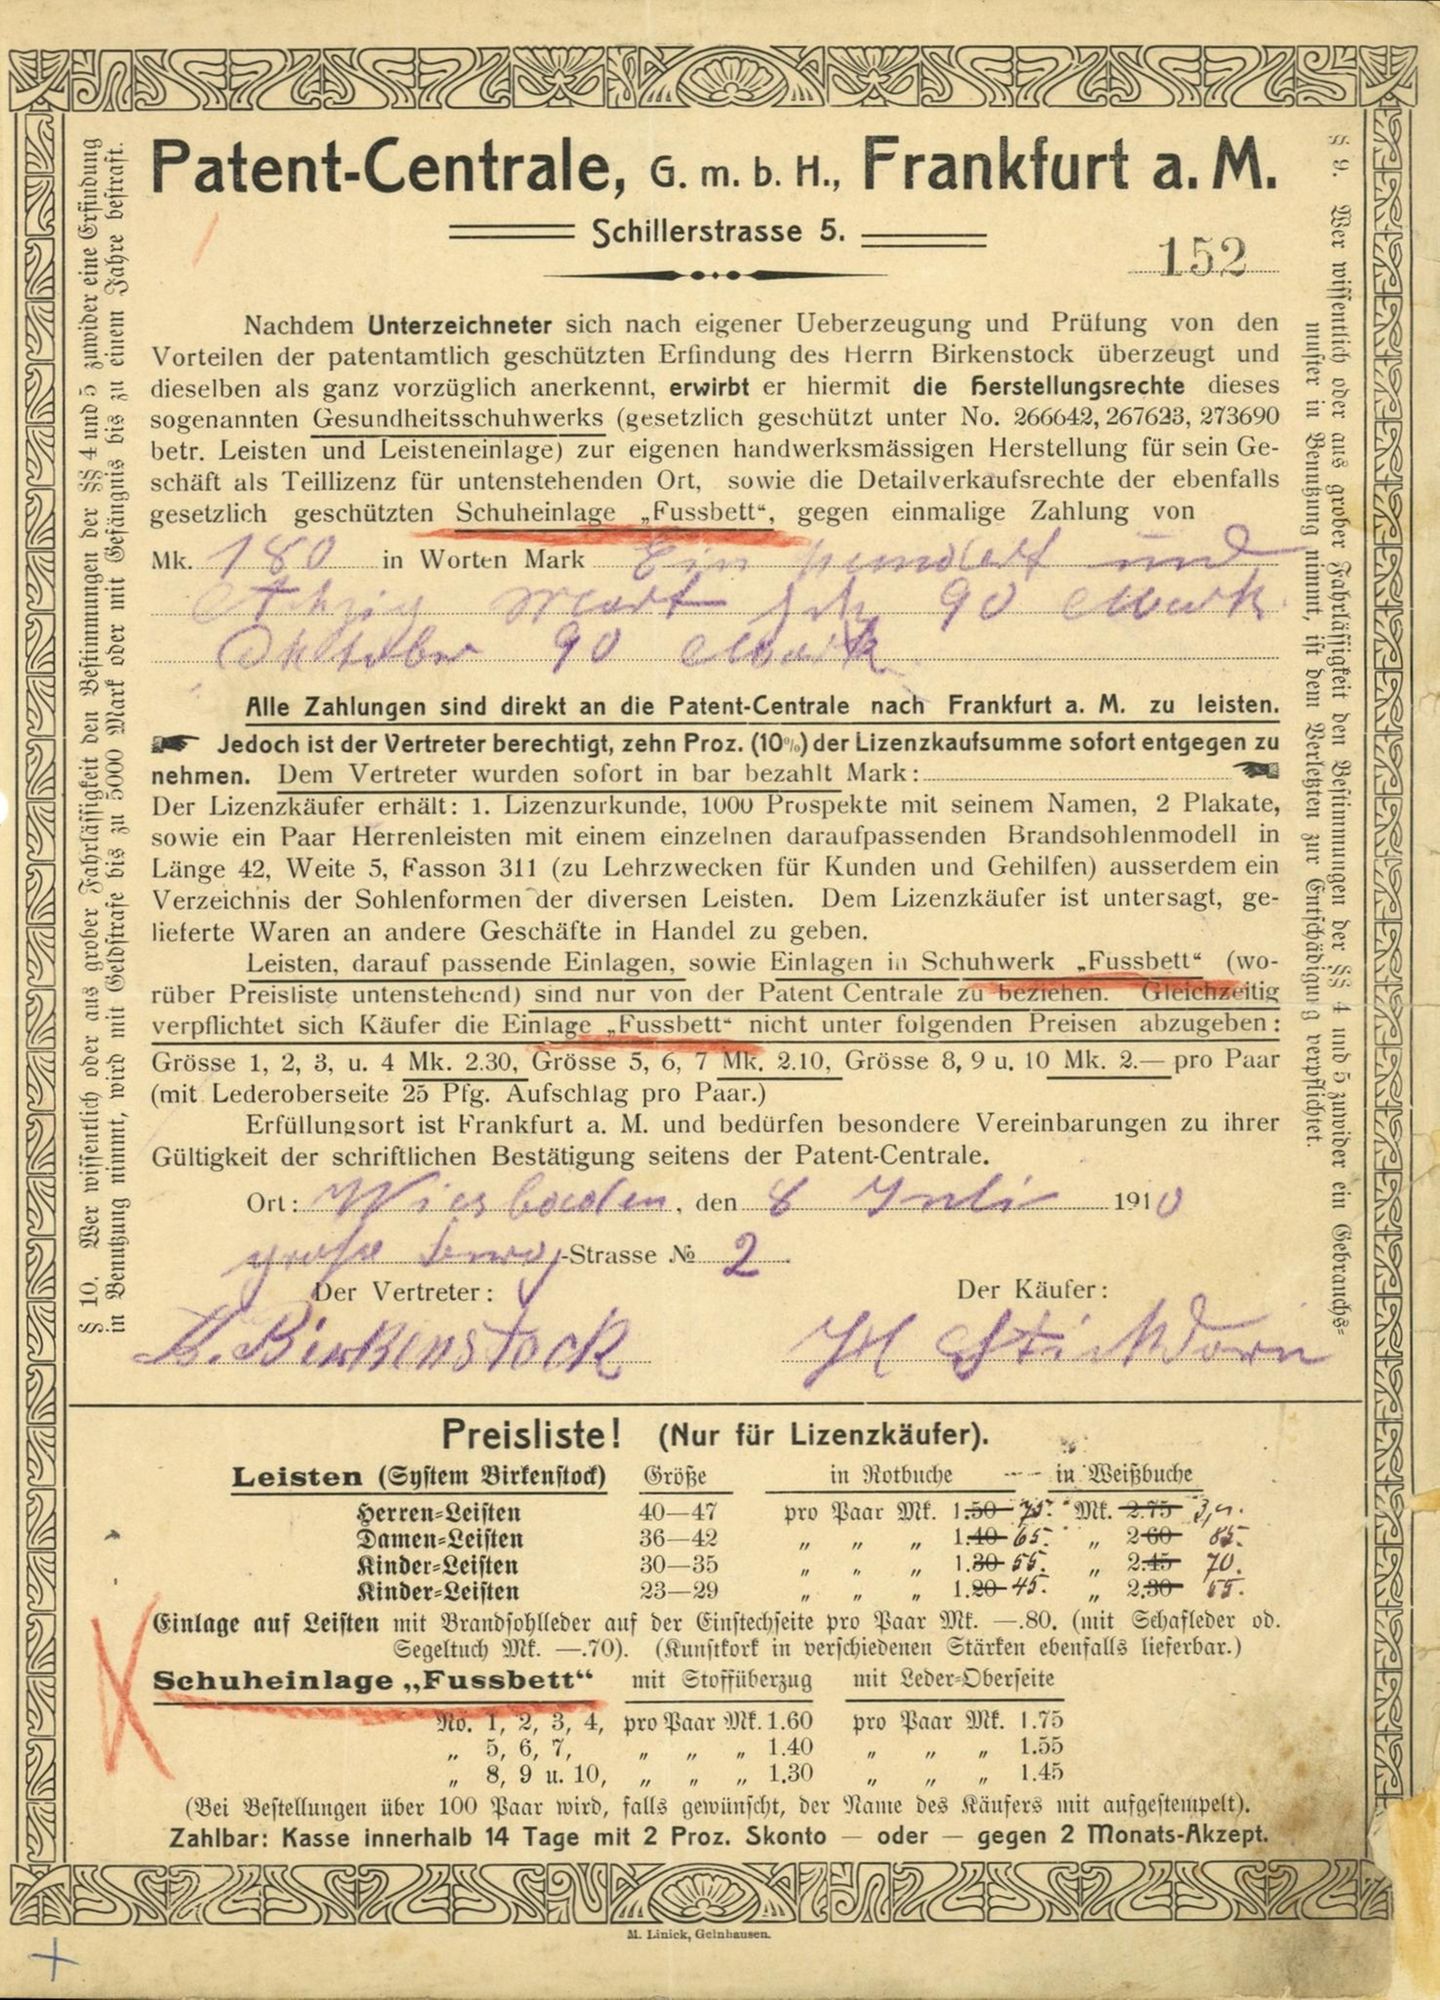 Patent-Centrale, G. m. b. H., Frankfurt a. M.
Schillerstrasse 5.
152
Nachdem Unterzeichneter sich nach eigener Ueberzeugung und Prüfung von den
Vorteilen der patentamtlich geschützten Erfindung des Herrn Birkenstock überzeugt und
dieselben als ganz vorzüglich anerkennt, erwirbt er hiermit die Herstellungsrechte dieses
sogenannten Gesundheitsschuhwerks (gesetzlich geschützt unter No. 266642, 267623, 273690
betr. Leisten und Leisteneinlage) zur eigenen handwerksmässigen Herstellung für sein Ge-
schäft als Teillizenz für untenstehenden Ort, sowie die Detailverkaufsrechte der ebenfalls
gesetzlich geschützten Schuheinlage „Fussbett“, gegen einmalige Zahlung von
Mk. 180 in Worten Mark Ein hundert und
Achzig Mark 90 Mark
Oktober 90 Mark
Alle Zahlungen sind direkt an die Patent-Centrale nach Frankfurt a. M. zu leisten.
☛ Jedoch ist der Vertreter berechtigt, zehn Proz. (10%) der Lizenzkaufsumme sofort entgegen zu
nehmen. Dem Vertreter wurden sofort in bar bezahlt Mark: ☚
Der Lizenzkäufer erhält: 1. Lizenzurkunde, 1000 Prospekte mit seinem Namen, 2 Plakate,
sowie ein Paar Herrenleisten mit einem einzelnen daraufpassenden Brandsohlenmodell in
Länge 42, Weite 5, Fasson 311 (zu Lehrzwecken für Kunden und Gehilfen) ausserdem ein
Verzeichnis der Sohlenformen der diversen Leisten. Dem Lizenzkäufer ist untersagt, ge-
lieferte Waren an andere Geschäfte in Handel zu geben.
Leisten, darauf passende Einlagen, sowie Einlagen in Schuhwerk „Fussbett“ (wo-
rüber Preisliste untenstehend) sind nur von der Patent Centrale zu beziehen. Gleichzeitig
verpflichtet sich Käufer die Einlage „Fussbett“ nicht unter folgenden Preisen abzugeben:
Grösse 1, 2, 3, u. 4 Mk. 2.30, Grösse 5, 6, 7 Mk. 2.10, Grösse 8, 9 u. 10 Mk. 2.— pro Paar
(mit Lederoberseite 25 Pfg. Aufschlag pro Paar.)
Erfüllungsort ist Frankfurt a. M. und bedürfen besondere Vereinbarungen zu ihrer
Gültigkeit der schriftlichen Bestätigung seitens der Patent-Centrale.
Ort: Wiesbaden, den 8 Juli 1910
große Burg-Strasse № 2
Der Vertreter: Der Käufer:
K. Birkenstock
Preisliste! (Nur für Lizenzkäufer).
Leisten (System Birkenstock) Größe in Rotbuche in Weißbuche
Herren-Leisten 40—47 pro Paar Mk. 1.50 75. Mk. 2.75 3,–.
Damen-Leisten 36—42 „ „ „ 1.40 65. „ 2 60 85.
Kinder-Leisten 30—35 „ „ „ 1.30 55. „ 2.45 70.
Kinder-Leisten 23—29 „ „ „ 1.20 45. „ 2.30 55.
Einlage auf Leisten mit Brandsohlleder auf der Einstechseite pro Paar Mk. —.80. (mit Schafleder od.
Segeltuch Mk. —.70). (Kunstkork in verschiedenen Stärken ebenfalls lieferbar.)
Schuheinlage „Fussbett“ mit Stoffüberzug mit Leder-Oberseite
No. 1, 2, 3, 4, pro Paar Mk. 1.60 pro Paar Mk. 1.75
„ 5, 6, 7, „ „ „ 1.40 „ „ „ 1.55
„ 8, 9 u. 10, „ „ „ 1.30 „ „ „ 1.45
(Bei Bestellungen über 100 Paar wird, falls gewünscht, der Name des Käufers mit aufgestempelt).
Zahlbar: Kasse innerhalb 14 Tage mit 2 Proz. Skonto — oder — gegen 2 Monats-Akzept.
M. Linick, Gelnhausen.
§ 10. Wer wissentlich oder aus grober Fahrlässigkeit den Bestimmungen der §§ 4 und 5 zuwider eine Erfindung
in Benutzung nimmt, wird mit Geldstrafe bis zu 5000 Mark oder mit Gefängnis bis zu einem Jahre bestraft.
§ 9. Wer wissentlich oder aus grober Fahrlässigkeit den Bestimmungen der §§ 4 und 5 zuwider ein Gebrauchs-
muster in Benutzung nimmt, ist dem Verletzten zur Entschädigung verpflichtet.